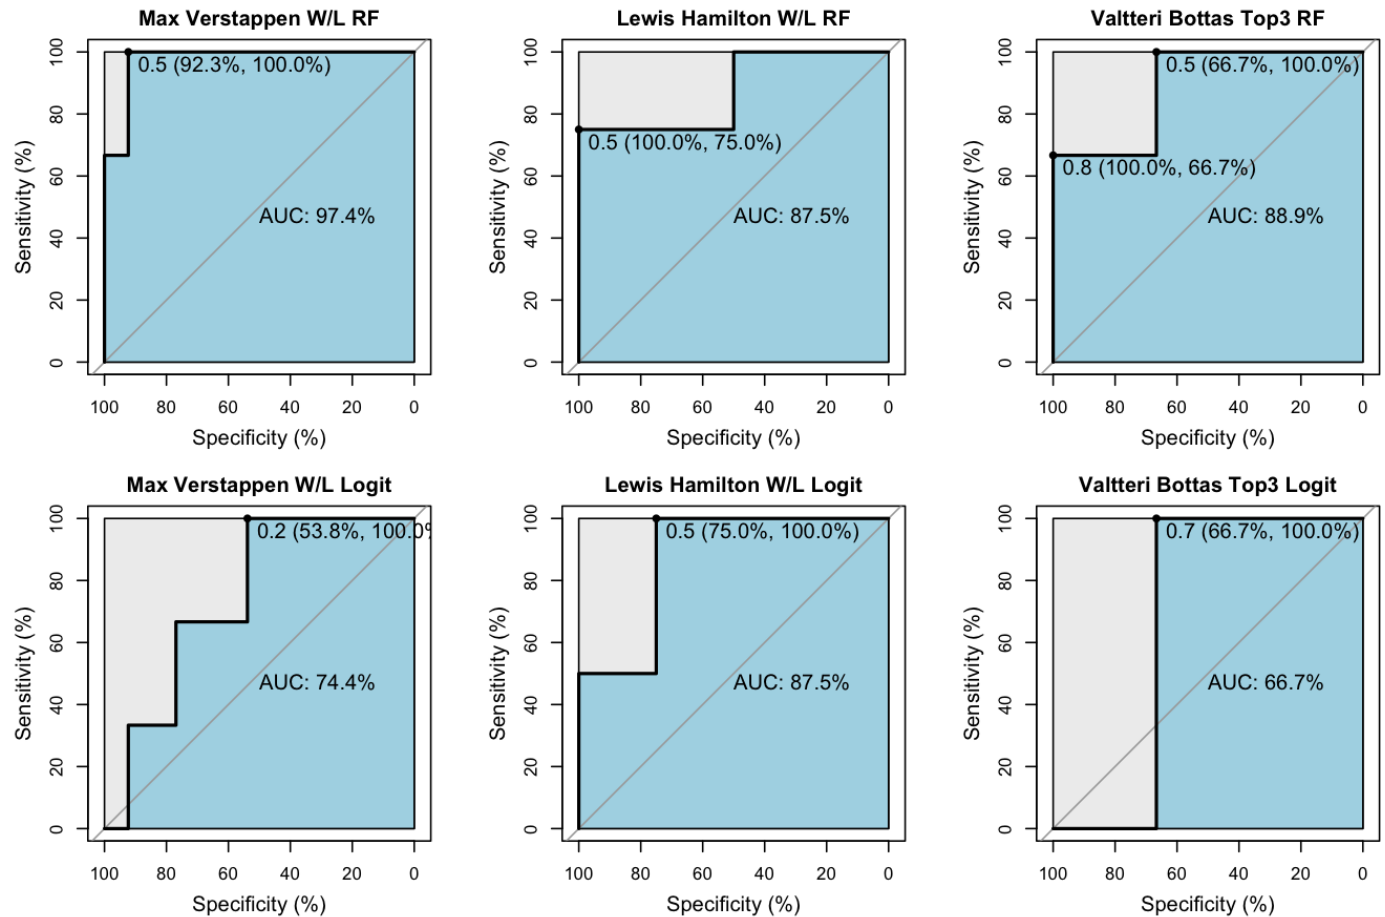 Max Verstappen W/L RF
100
80
60
40
20
0
Sensitivity (%)
0.5 (92.3%, 100.0%)
AUC: 97.4%
100 80 60 40 20 0
Specificity (%)
Lewis Hamilton W/L RF
100
80
60
40
20
0
Sensitivity (%)
0.5 (100.0%, 75.0%)
AUC: 87.5%
100 80 60 40 20 0
Specificity (%)
Valtteri Bottas Top3 RF
100
80
60
40
20
0
Sensitivity (%)
0.5 (66.7%, 100.0%)
0.8 (100.0%, 66.7%)
AUC: 88.9%
100 80 60 40 20 0
Specificity (%)
Max Verstappen W/L Logit
100
80
60
40
20
0
Sensitivity (%)
0.2 (53.8%, 100.0%
AUC: 74.4%
100 80 60 40 20 0
Specificity (%)
Lewis Hamilton W/L Logit
100
80
60
40
20
0
Sensitivity (%)
0.5 (75.0%, 100.0%)
AUC: 87.5%
100 80 60 40 20 0
Specificity (%)
Valtteri Bottas Top3 Logit
100
80
60
40
20
0
Sensitivity (%)
0.7 (66.7%, 100.0%)
AUC: 66.7%
100 80 60 40 20 0
Specificity (%)